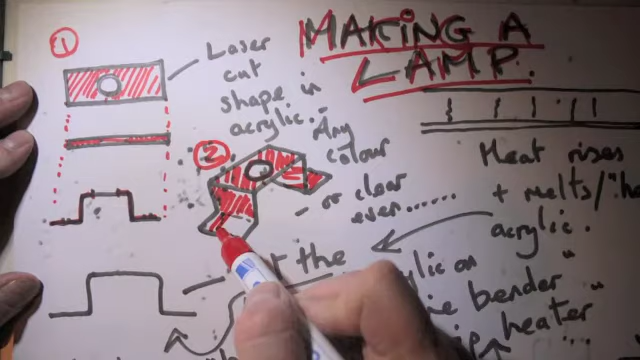 MAKING A
LAMP.
1
Laser
cut
shape in
acrylic.
Any
colour
- or clear
even......
2
Heat rises
+ melts/"he
acrylic.
the
acrylic on
bender
heater